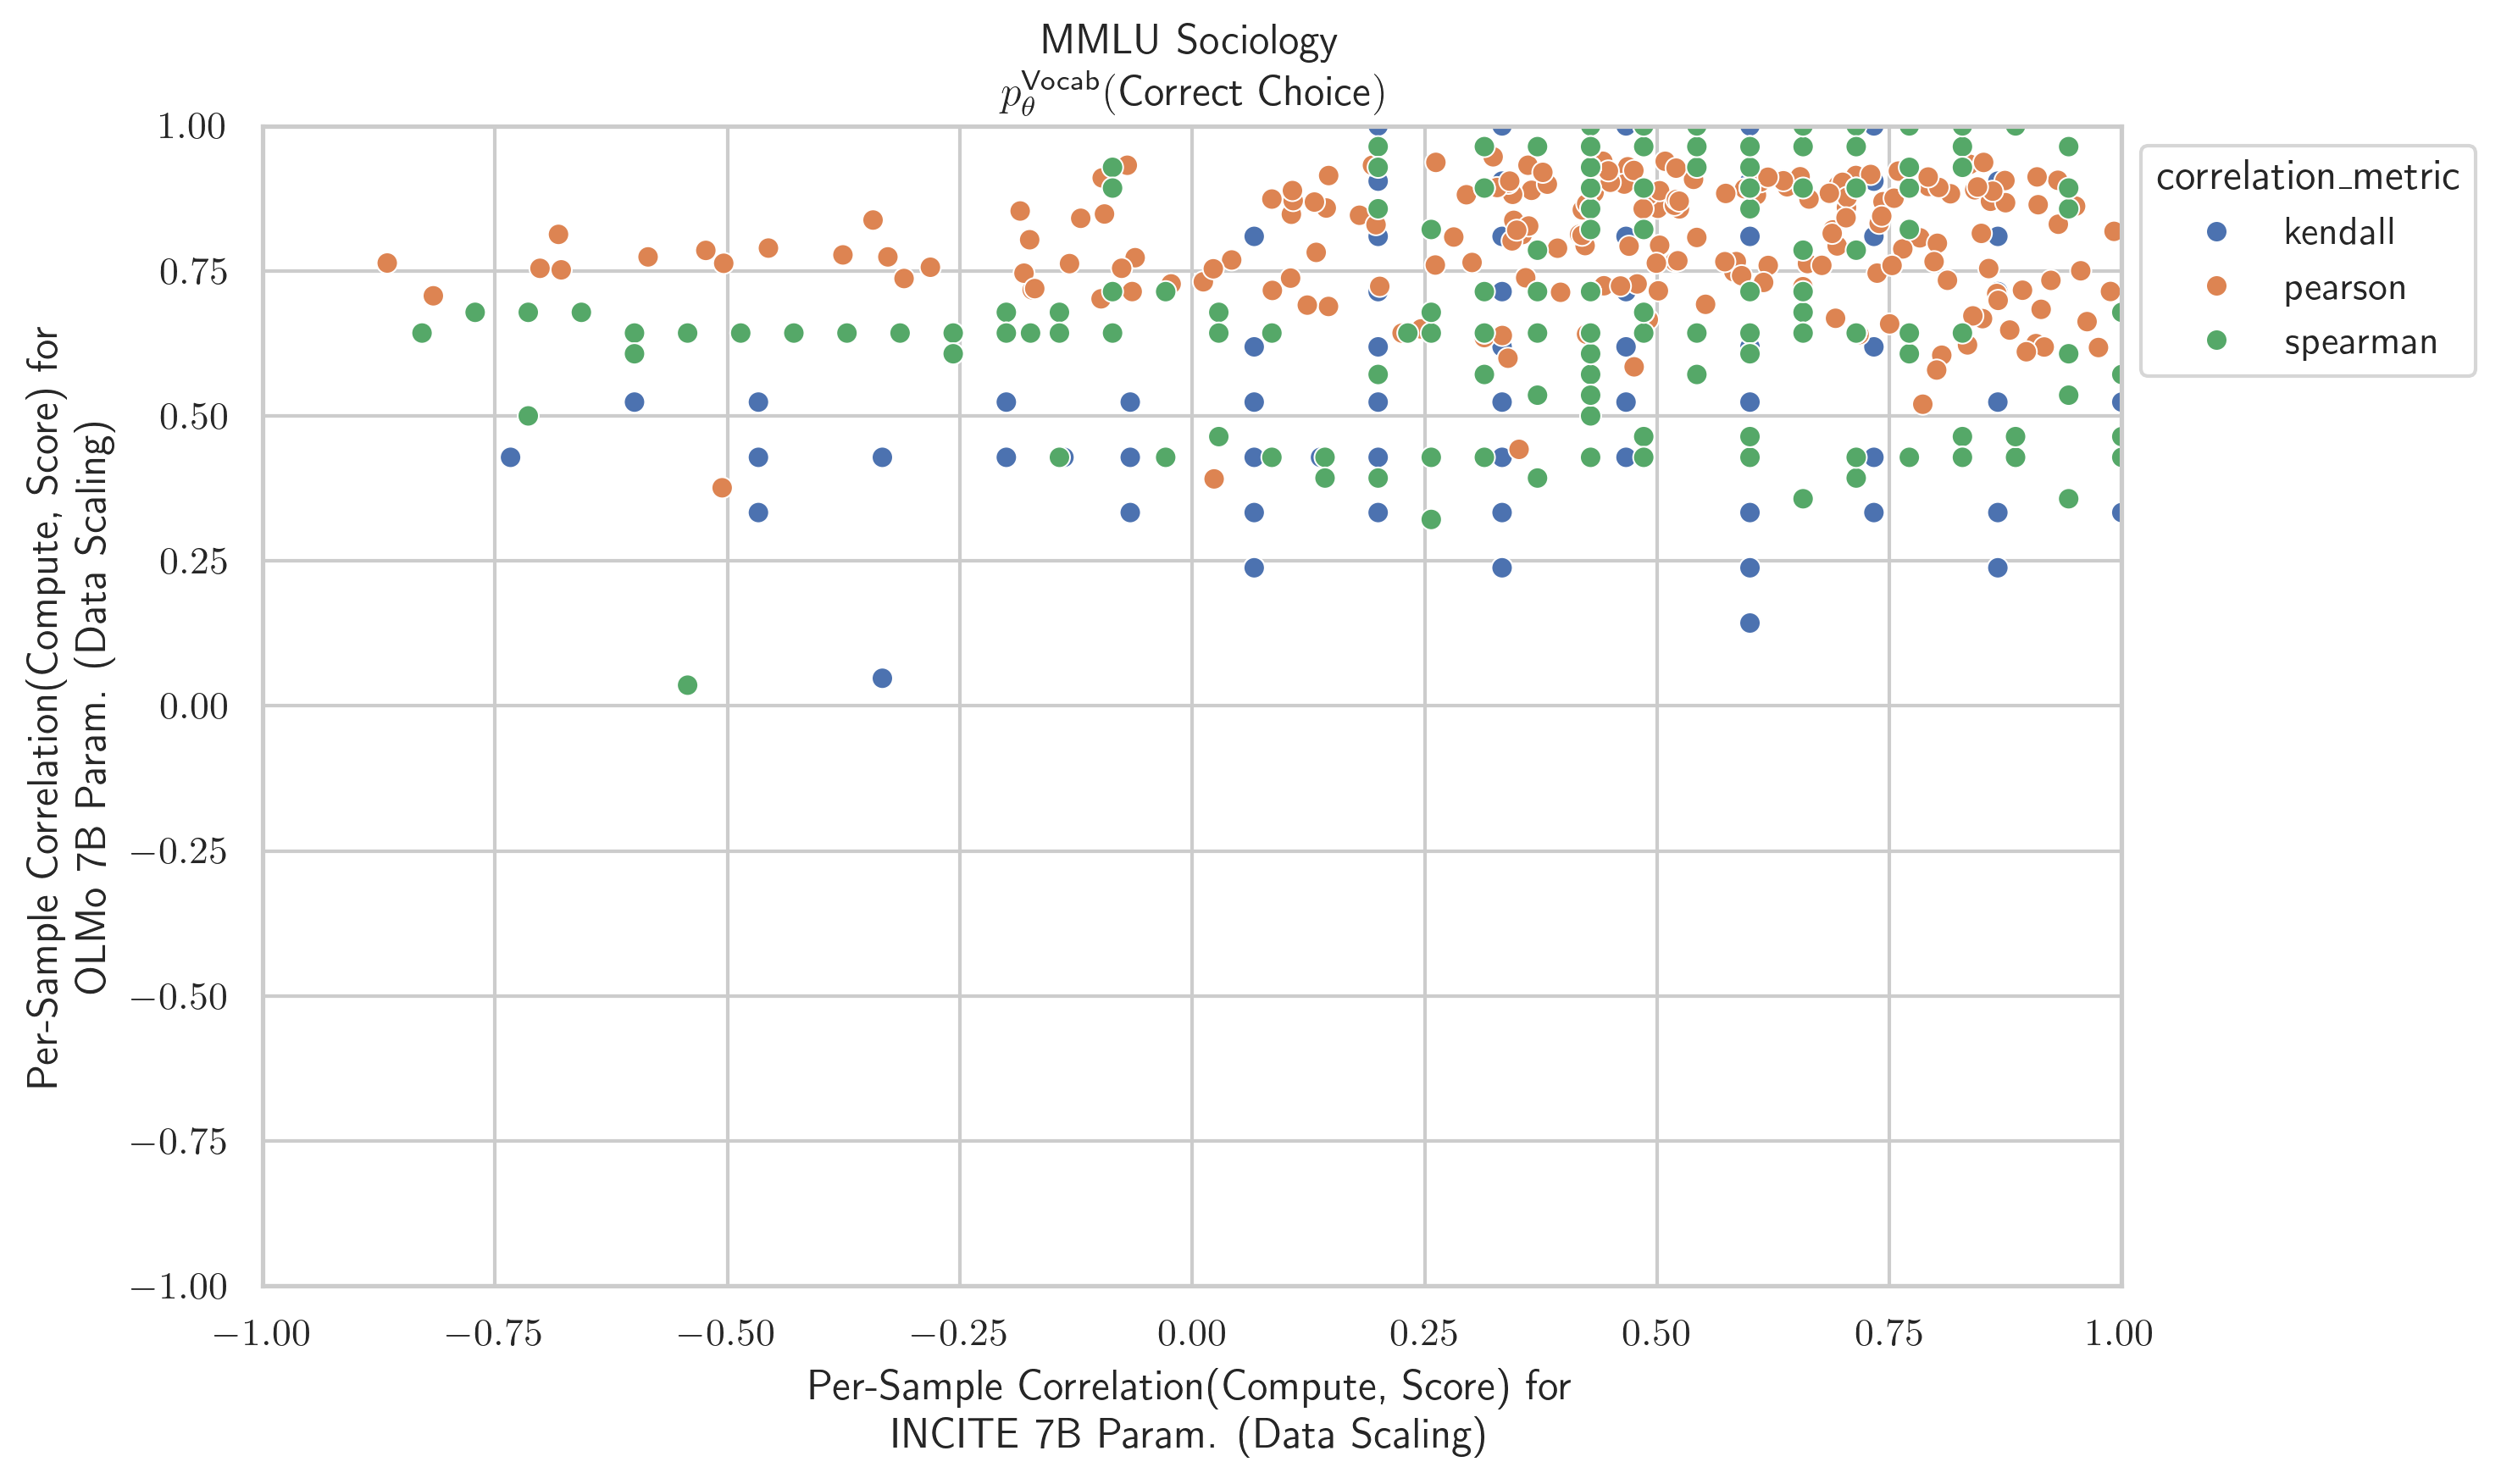 MMLU Sociology
p_θ^Vocab(Correct Choice)
1.00
0.75
0.50
0.25
0.00
−0.25
−0.50
−0.75
−1.00
Per-Sample Correlation(Compute, Score) for
OLMo 7B Param. (Data Scaling)
correlation_metric
kendall
pearson
spearman
−1.00 −0.75 −0.50 −0.25 0.00 0.25 0.50 0.75 1.00
Per-Sample Correlation(Compute, Score) for
INCITE 7B Param. (Data Scaling)